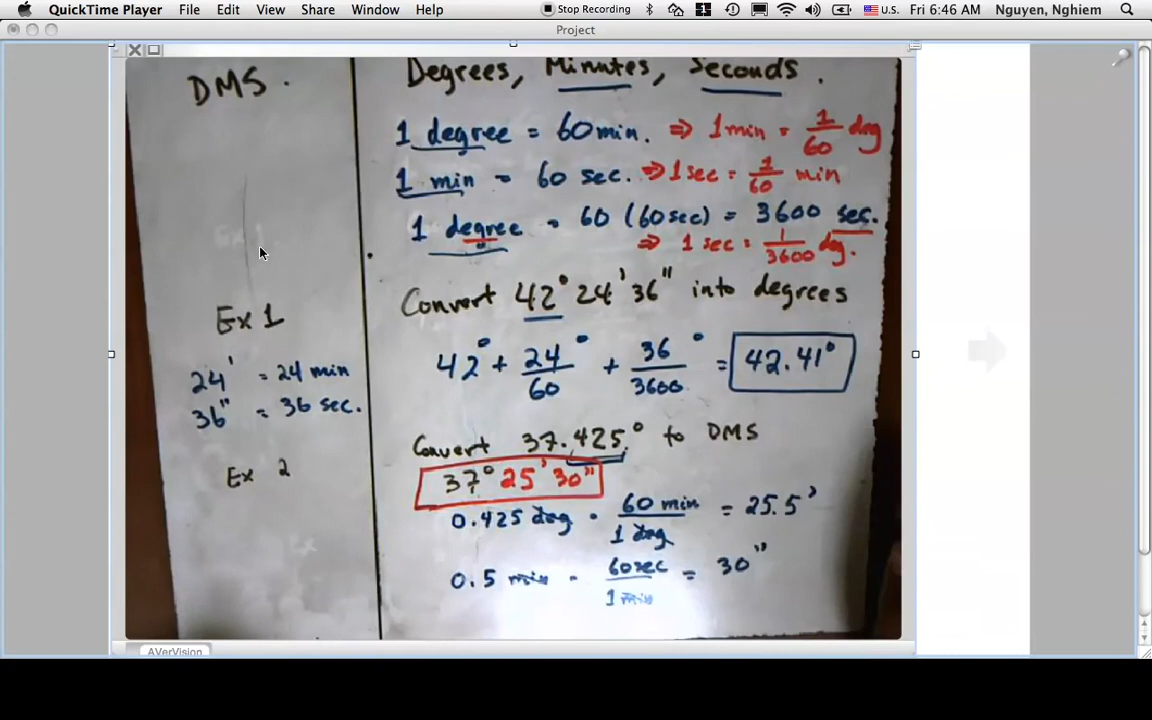 QuickTime Player File Edit View Share Window Help Stop Recording U.S. Fri 6:46 AM Nguyen, Nghiem
Project
DMS.
Degrees, Minutes, Seconds.
1 degree = 60 min. ⇒ 1 min = 1/60 deg
1 min = 60 sec. ⇒ 1 sec = 1/60 min
1 degree = 60 (60 sec) = 3600 sec.
⇒ 1 sec = 1/3600 deg.
Ex 1
Convert 42° 24' 36" into degrees
42° + 24/60° + 36/3600° = 42.41°
24' = 24 min
36" = 36 sec.
Ex 2
Convert 37.425° to DMS
37° 25' 30"
0.425 deg · 60 min / 1 deg = 25.5'
0.5 min · 60 sec / 1 min = 30"
AVerVision